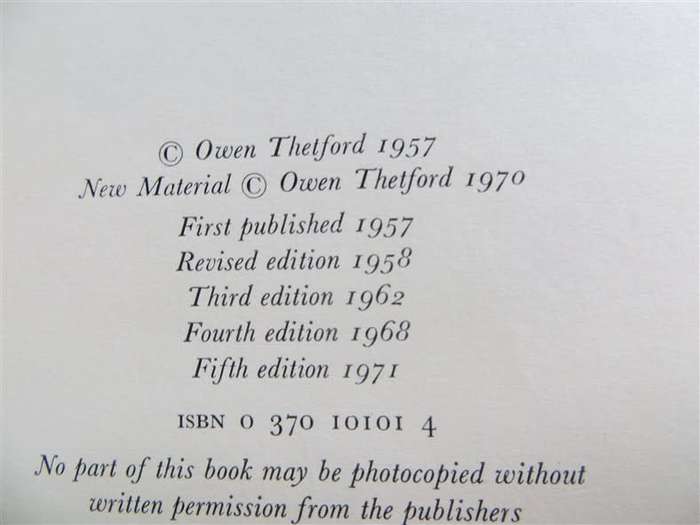 © Owen Thetford 1957
New Material © Owen Thetford 1970
First published 1957
Revised edition 1958
Third edition 1962
Fourth edition 1968
Fifth edition 1971
ISBN 0 370 10101 4
No part of this book may be photocopied without
written permission from the publishers